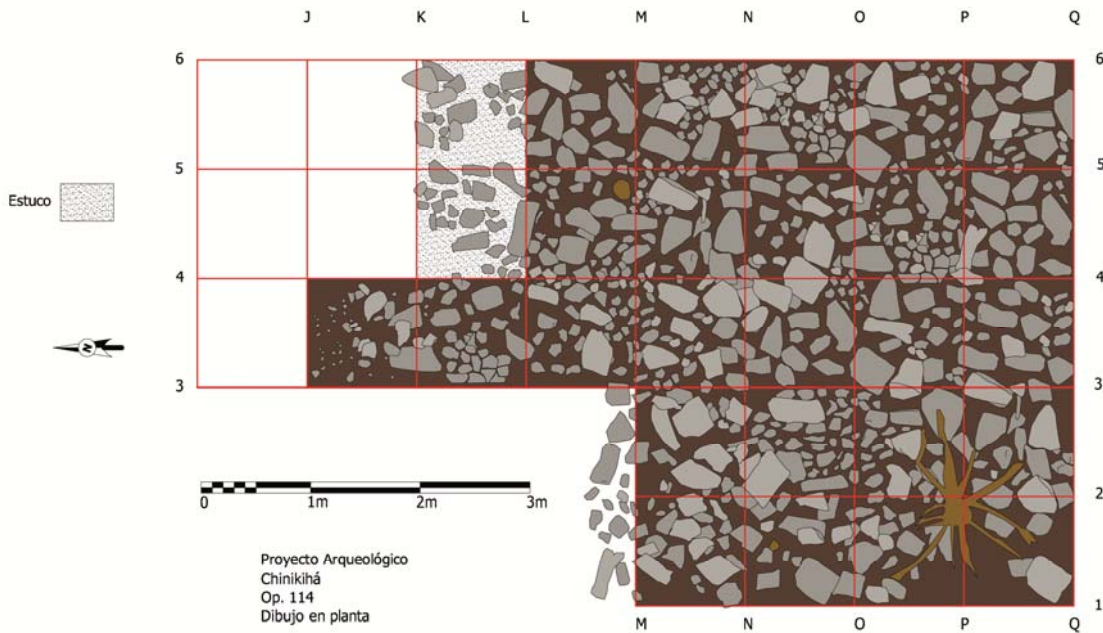 J K L M N O P Q
6 6
5 5
Estuco
4 4
N
3 3
2
0 1m 2m 3m
Proyecto Arqueológico
Chinikihá
Op. 114
Dibujo en planta
1
M N O P Q